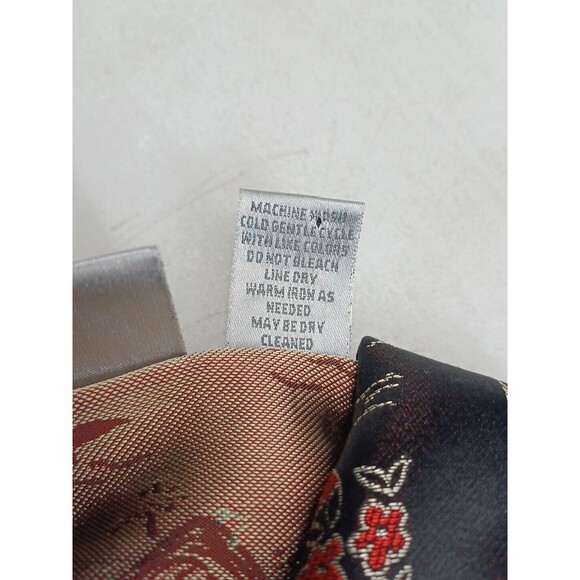 MACHINE WASH
COLD GENTLE CYCLE
WITH LIKE COLORS
DO NOT BLEACH
LINE DRY
WARM IRON AS
NEEDED
MAY BE DRY
CLEANED